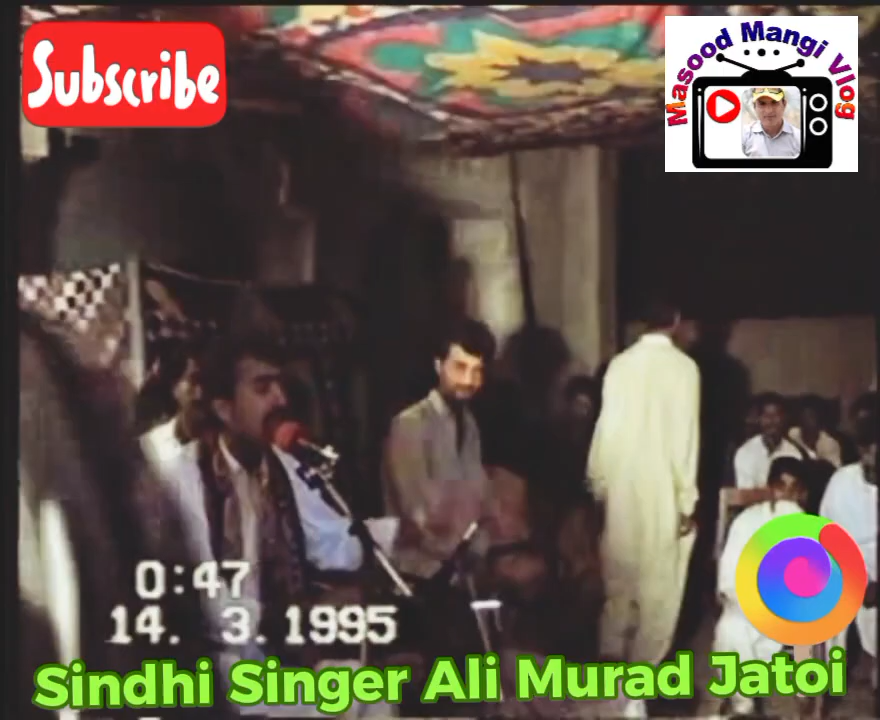 Subscribe
Masood Mangi Vlog
0:47
14. 3. 1995
Sindhi Singer Ali Murad Jatoi